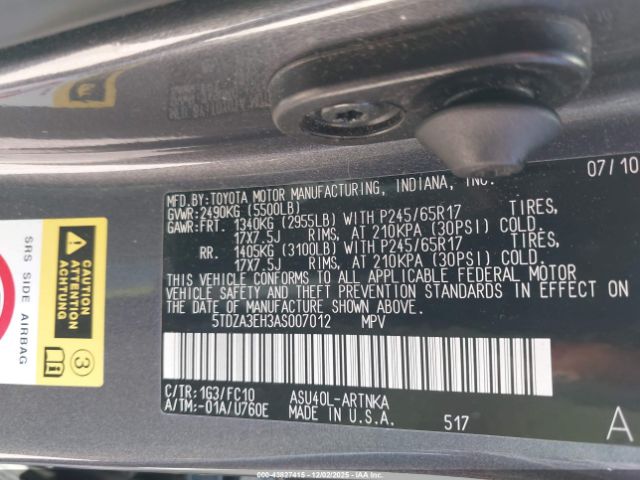 07/10
MFD.BY:TOYOTA MOTOR MANUFACTURING, INDIANA, INC.
GVWR:2490KG (5500LB)
GAWR:FRT. 1340KG (2955LB) WITH P245/65R17 TIRES,
17X7.5J RIMS, AT 210KPA (30PSI) COLD.
RR. 1405KG (3100LB) WITH P245/65R17 TIRES,
17X7.5J RIMS, AT 210KPA (30PSI) COLD.
THIS VEHICLE CONFORMS TO ALL APPLICABLE FEDERAL MOTOR
VEHICLE SAFETY AND THEFT PREVENTION STANDARDS IN EFFECT ON
THE DATE OF MANUFACTURE SHOWN ABOVE.
5TDZA3EH3AS007012 MPV
C/TR:1G3/FC10 ASU40L-ARTNKA
A/TM:-01A/U760E MADE IN U.S.A. 517
A
SRS SIDE AIRBAG
CAUTION
ATTENTION
ACHTUNG
3
000-43827415 - 12/02/2025 - IAAI.COM